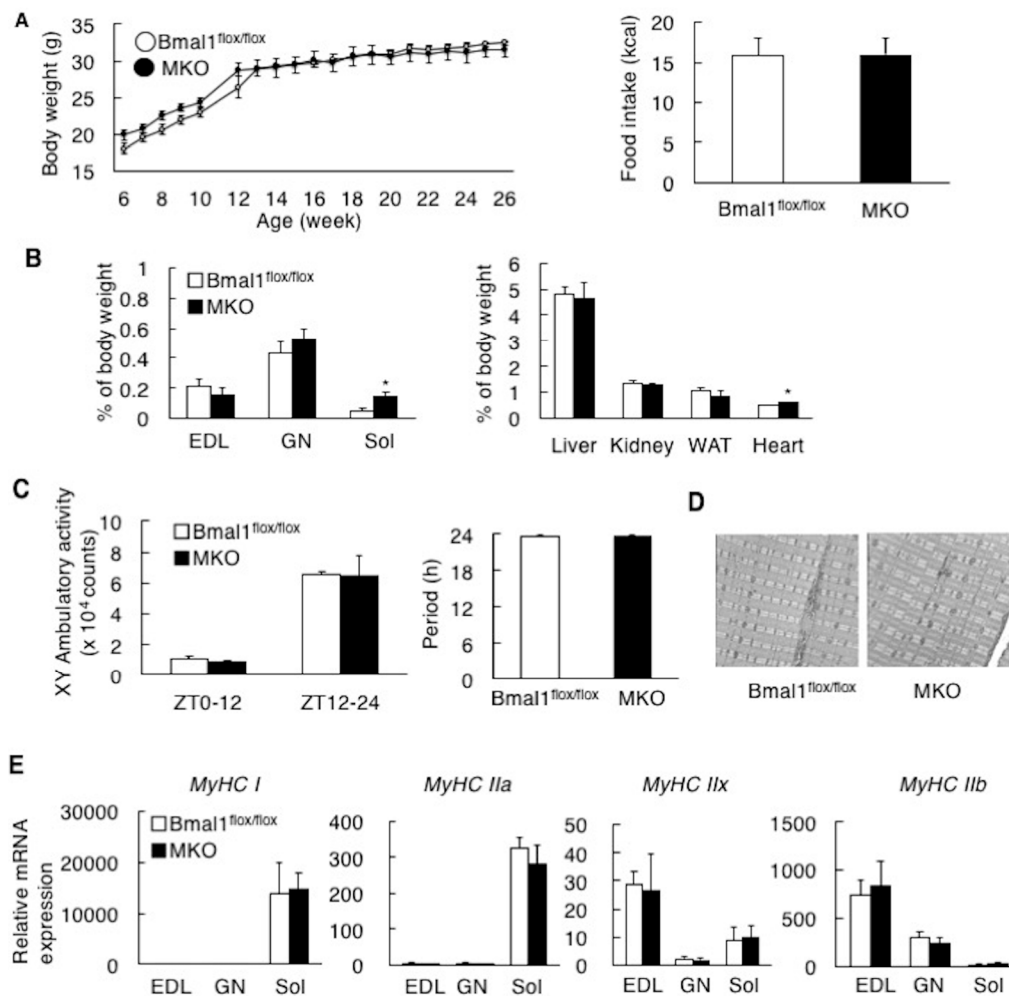 A
Body weight (g)
35
30
25
20
15
Bmal1flox/flox
MKO
6 8 10 12 14 16 18 20 22 24 26
Age (week)
Food intake (kcal)
20
15
10
5
0
Bmal1flox/flox MKO
B
% of body weight
1
0.8
0.6
0.4
0.2
0
Bmal1flox/flox
MKO
*
EDL GN Sol
% of body weight
6
5
4
3
2
1
0
*
Liver Kidney WAT Heart
C
XY Ambulatory activity
(x 10⁴ counts)
10
8
6
4
2
0
Bmal1flox/flox
MKO
ZT0-12 ZT12-24
Period (h)
24
18
12
6
0
Bmal1flox/flox MKO
D
Bmal1flox/flox MKO
E
Relative mRNA
expression
MyHC I
30000
20000
10000
0
Bmal1flox/flox
MKO
EDL GN Sol
MyHC IIa
400
300
200
100
0
EDL GN Sol
MyHC IIx
50
40
30
20
10
0
EDL GN Sol
MyHC IIb
1500
1000
500
0
EDL GN Sol